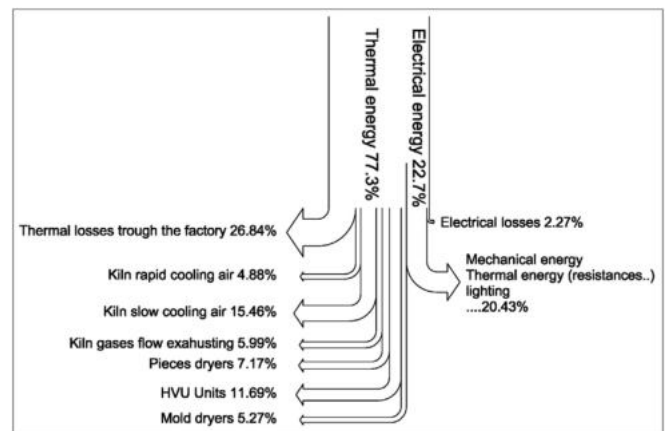 Thermal energy 77.3%
Electrical energy 22.7%
Thermal losses trough the factory 26.84%
Electrical losses 2.27%
Mechanical energy
Thermal energy (resistances..)
lighting
....20.43%
Kiln rapid cooling air 4.88%
Kiln slow cooling air 15.46%
Kiln gases flow exahusting 5.99%
Pieces dryers 7.17%
HVU Units 11.69%
Mold dryers 5.27%